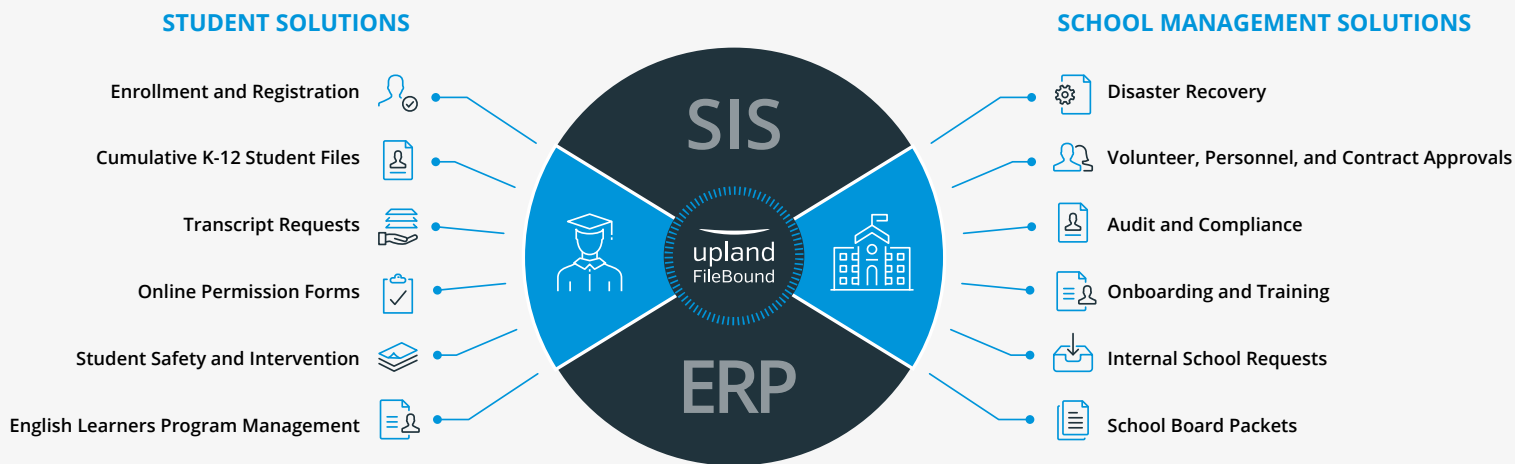 STUDENT SOLUTIONS
Enrollment and Registration
Cumulative K-12 Student Files
Transcript Requests
Online Permission Forms
Student Safety and Intervention
English Learners Program Management
SIS
upland
FileBound
ERP
SCHOOL MANAGEMENT SOLUTIONS
Disaster Recovery
Volunteer, Personnel, and Contract Approvals
Audit and Compliance
Onboarding and Training
Internal School Requests
School Board Packets